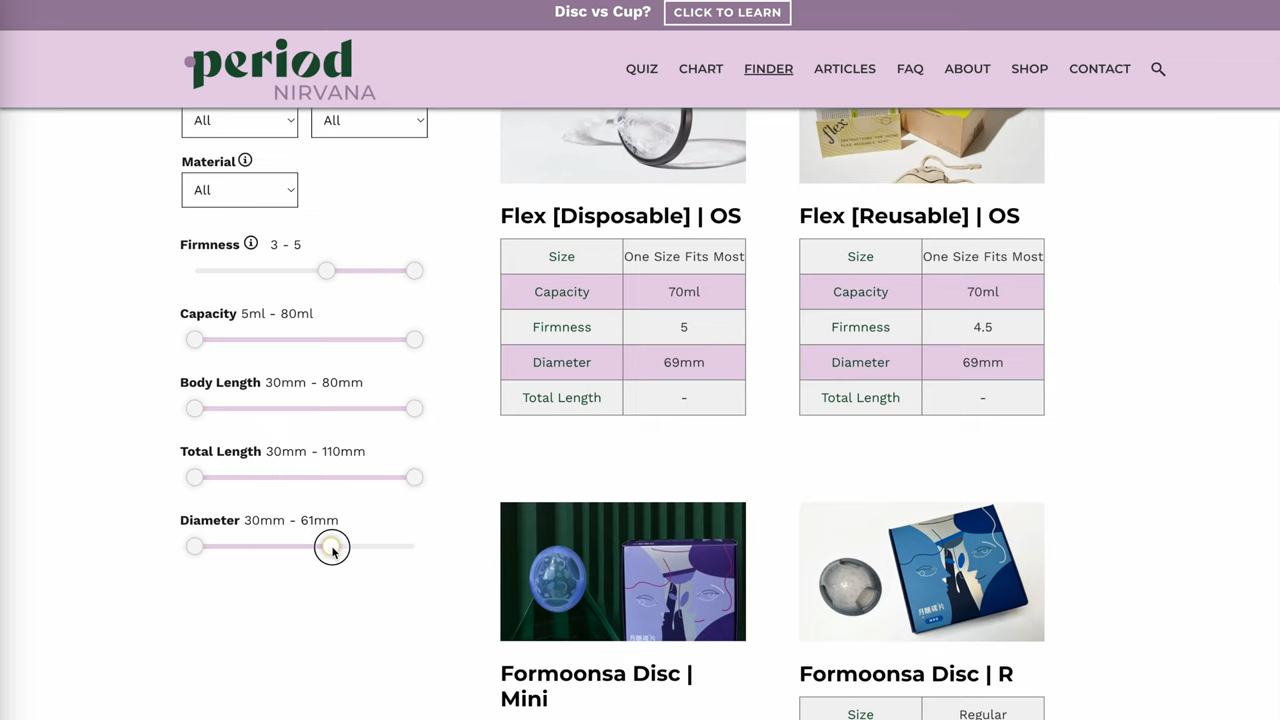 Disc vs Cup? CLICK TO LEARN
period
NIRVANA
QUIZ CHART FINDER ARTICLES FAQ ABOUT SHOP CONTACT
All All
Material
All
Firmness 3 - 5
Capacity 5ml - 80ml
Body Length 30mm - 80mm
Total Length 30mm - 110mm
Diameter 30mm - 61mm
flex
Flex [Disposable] | OS
Size One Size Fits Most
Capacity 70ml
Firmness 5
Diameter 69mm
Total Length -
Flex [Reusable] | OS
Size One Size Fits Most
Capacity 70ml
Firmness 4.5
Diameter 69mm
Total Length -
Formoonsa Disc |
Mini
Formoonsa Disc | R
Size Regular